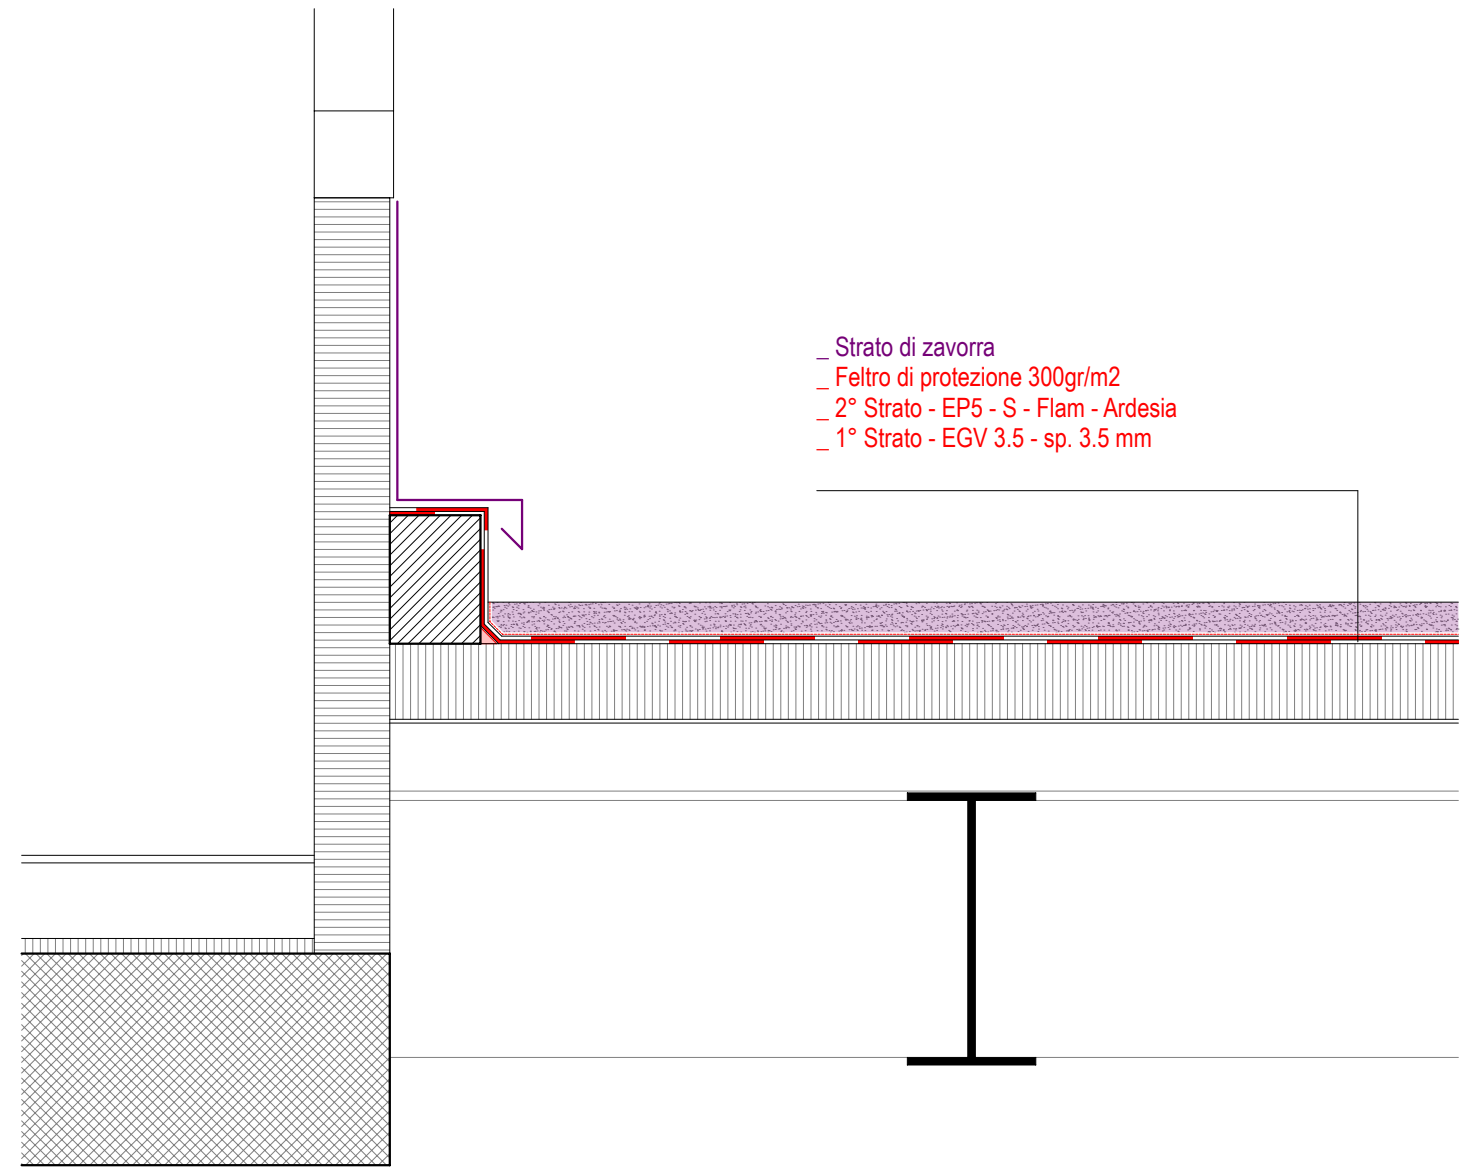 _ Strato di zavorra
_ Feltro di protezione 300gr/m2
_ 2° Strato - EP5 - S - Flam - Ardesia
_ 1° Strato - EGV 3.5 - sp. 3.5 mm